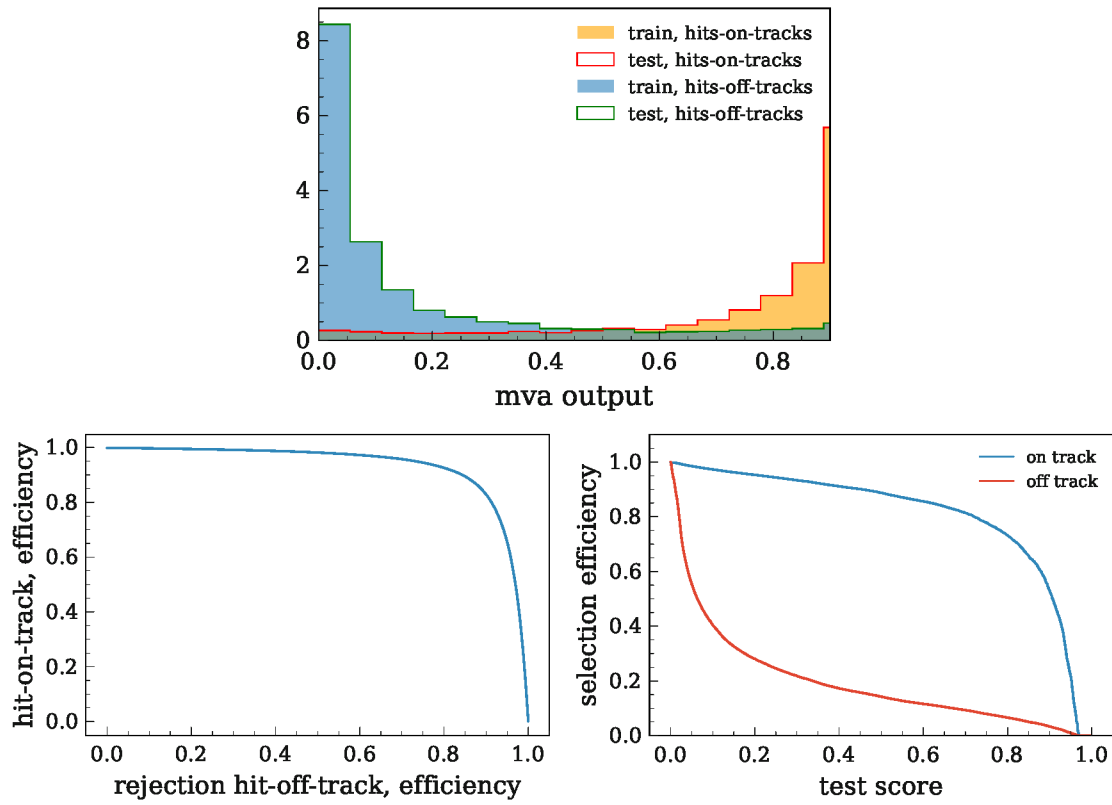 8
6
4
2
0
train, hits-on-tracks
test, hits-on-tracks
train, hits-off-tracks
test, hits-off-tracks
0.0 0.2 0.4 0.6 0.8
mva output
1.0
0.8
0.6
0.4
0.2
0.0
hit-on-track, efficiency
0.0 0.2 0.4 0.6 0.8 1.0
rejection hit-off-track, efficiency
on track
off track
1.0
0.8
0.6
0.4
0.2
0.0
selection efficiency
0.0 0.2 0.4 0.6 0.8 1.0
test score